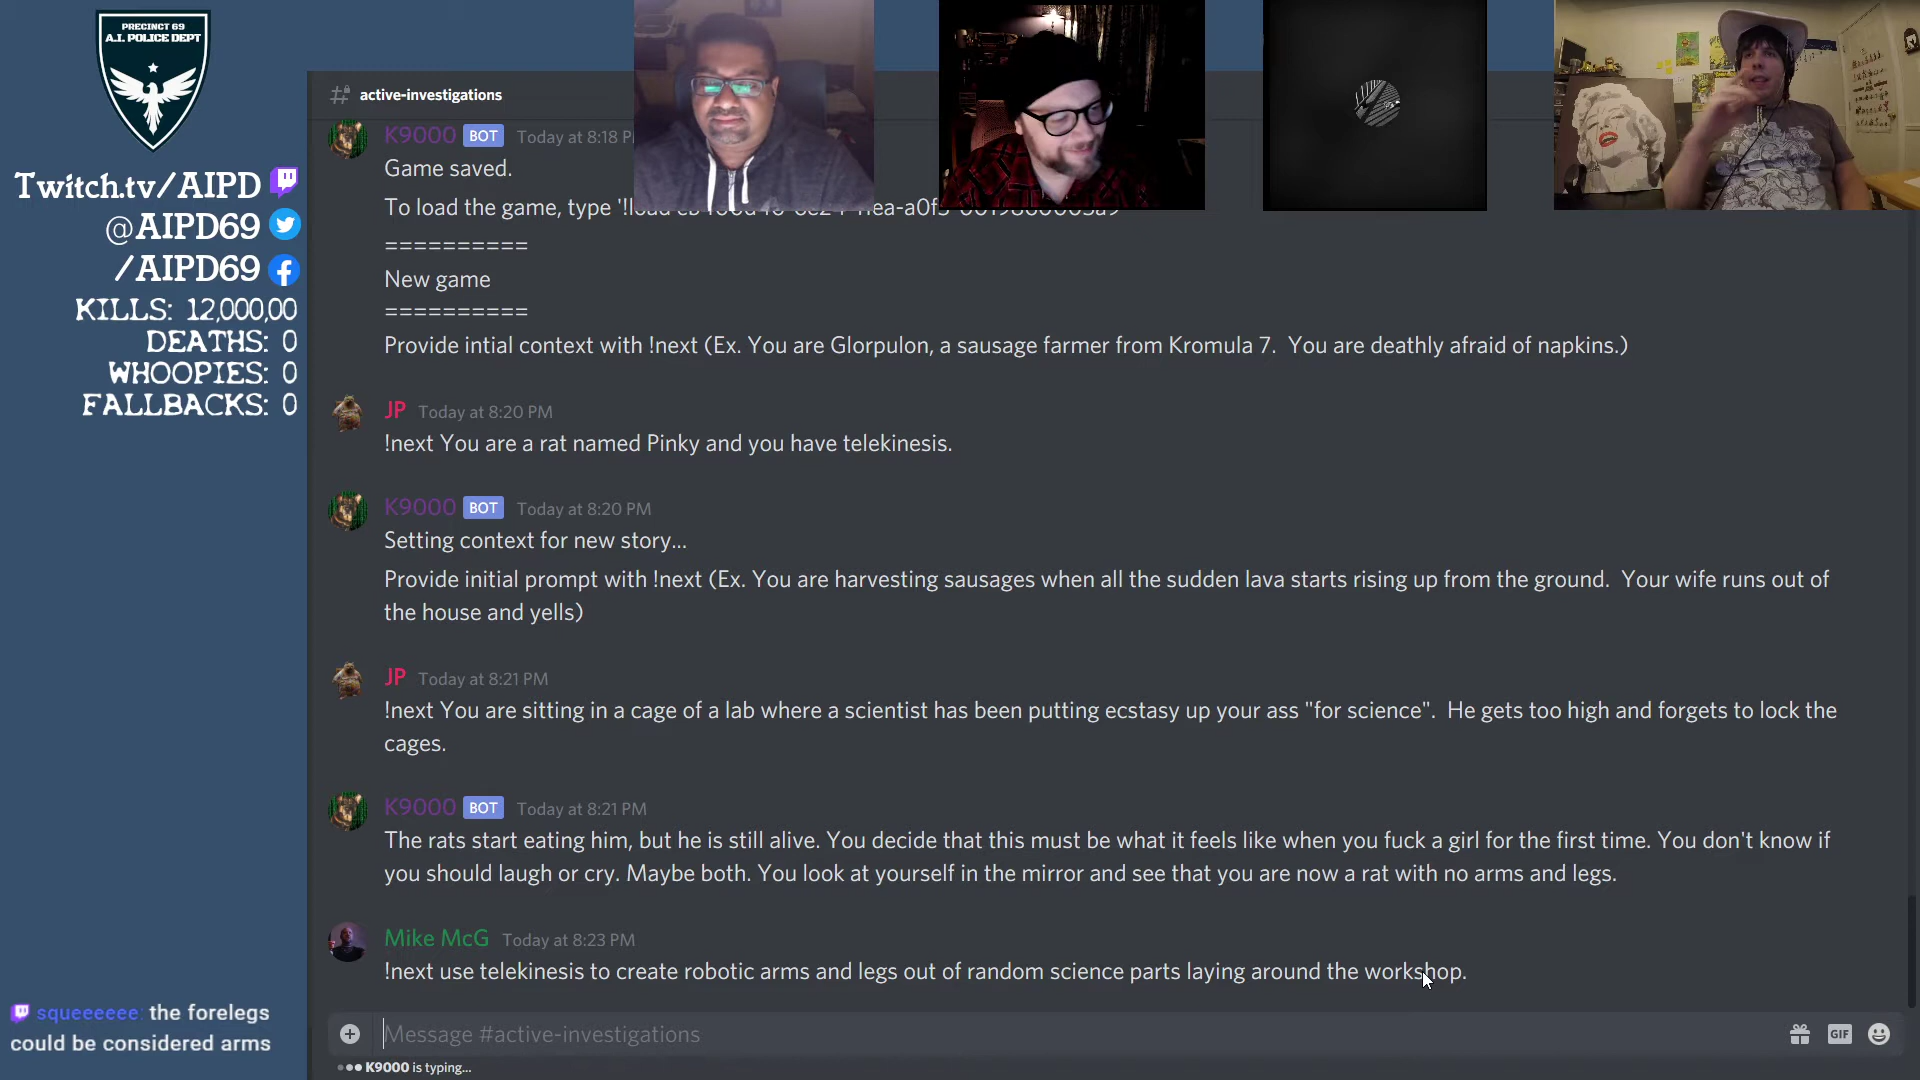 PRECINCT 69
A.I. POLICE DEPT
Twitch.tv/AIPD
@AIPD69
/AIPD69
KILLS: 12,000,00
DEATHS: 0
WHOOPIES: 0
FALLBACKS: 0
squeeeeee: the forelegs
could be considered arms
# active-investigations
K9000 BOT Today at 8:18
Game saved.
To load the game, type
==========
New game
==========
Provide intial context with !next (Ex. You are Glorpulon, a sausage farmer from Kromula 7. You are deathly afraid of napkins.)
JP Today at 8:20 PM
!next You are a rat named Pinky and you have telekinesis.
K9000 BOT Today at 8:20 PM
Setting context for new story...
Provide initial prompt with !next (Ex. You are harvesting sausages when all the sudden lava starts rising up from the ground. Your wife runs out of
the house and yells)
JP Today at 8:21 PM
!next You are sitting in a cage of a lab where a scientist has been putting ecstasy up your ass "for science". He gets too high and forgets to lock the
cages.
K9000 BOT Today at 8:21 PM
The rats start eating him, but he is still alive. You decide that this must be what it feels like when you fuck a girl for the first time. You don't know if
you should laugh or cry. Maybe both. You look at yourself in the mirror and see that you are now a rat with no arms and legs.
Mike McG Today at 8:23 PM
!next use telekinesis to create robotic arms and legs out of random science parts laying around the workshop.
Message #active-investigations
GIF
K9000 is typing...